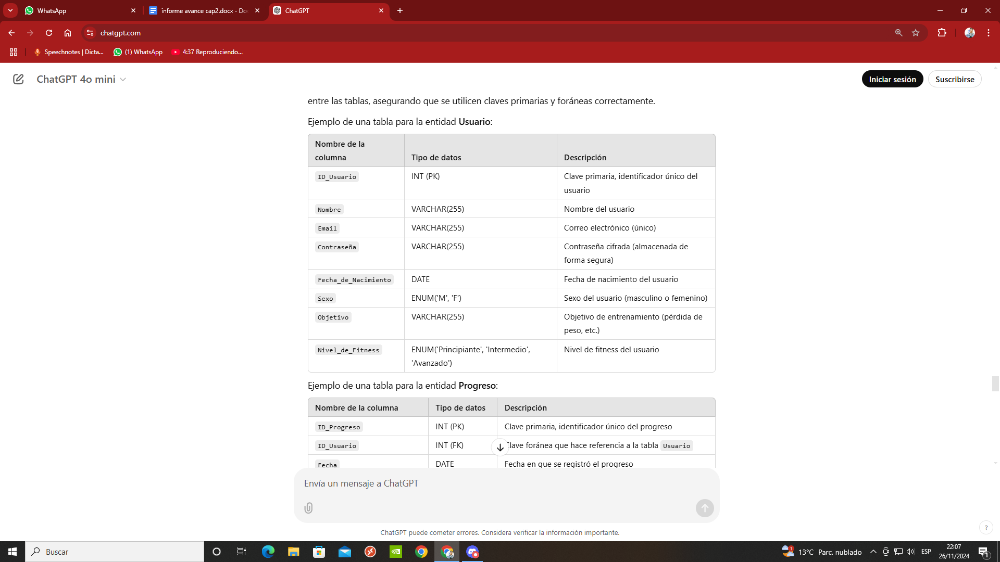 WhatsApp
informe avance cap2.docx - Doc
ChatGPT
chatgpt.com
Speechnotes | Dicta...
(1) WhatsApp
4:37 Reproduciendo...
ChatGPT 4o mini
Iniciar sesión
Suscribirse
entre las tablas, asegurando que se utilicen claves primarias y foráneas correctamente.
Ejemplo de una tabla para la entidad Usuario:
Nombre de la
columna
Tipo de datos
Descripción
ID_Usuario
INT (PK)
Clave primaria, identificador único del
usuario
Nombre
VARCHAR(255)
Nombre del usuario
Email
VARCHAR(255)
Correo electrónico (único)
Contraseña
VARCHAR(255)
Contraseña cifrada (almacenada de
forma segura)
Fecha_de_Nacimiento
DATE
Fecha de nacimiento del usuario
Sexo
ENUM('M', 'F')
Sexo del usuario (masculino o femenino)
Objetivo
VARCHAR(255)
Objetivo de entrenamiento (pérdida de
peso, etc.)
Nivel_de_Fitness
ENUM('Principiante', 'Intermedio',
'Avanzado')
Nivel de fitness del usuario
Ejemplo de una tabla para la entidad Progreso:
Nombre de la columna
Tipo de datos
Descripción
ID_Progreso
INT (PK)
Clave primaria, identificador único del progreso
ID_Usuario
INT (FK)
Clave foránea que hace referencia a la tabla Usuario
Fecha
DATE
Fecha en que se registró el progreso
Envía un mensaje a ChatGPT
ChatGPT puede cometer errores. Considera verificar la información importante.
?
Buscar
1
13°C Parc. nublado
ESP
22:07
26/11/2024
1